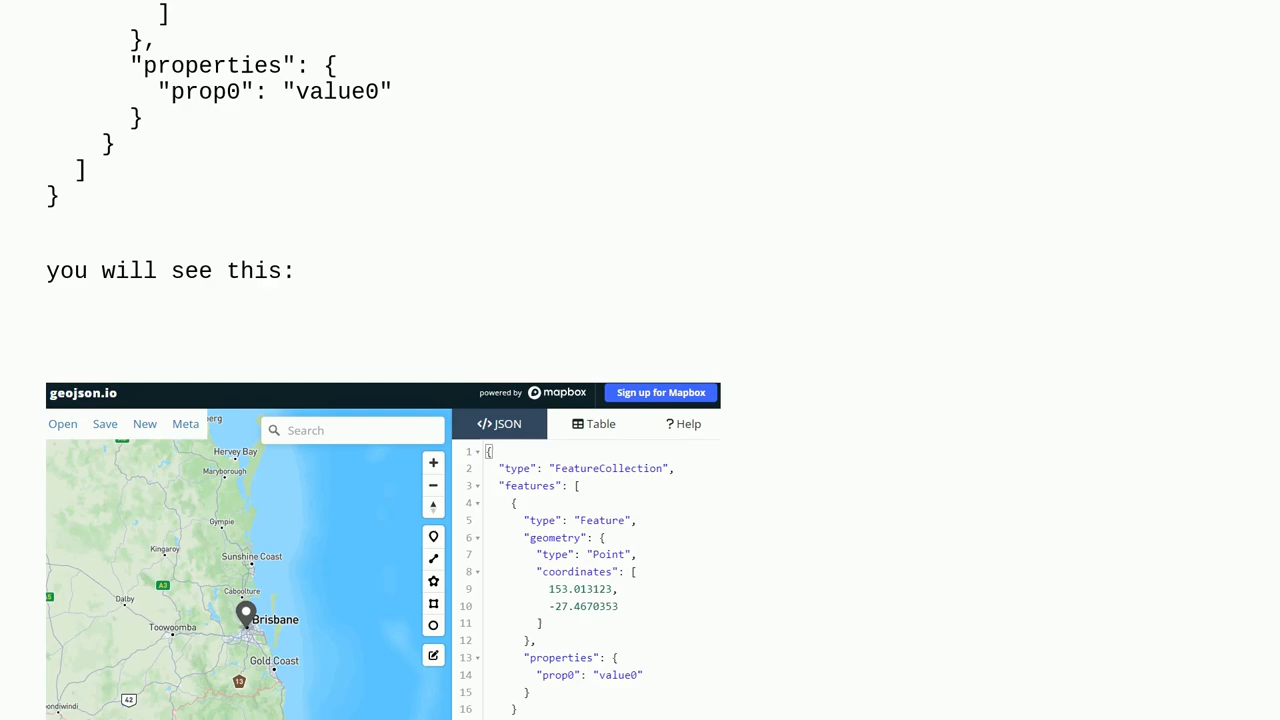 ]
},
"properties": {
"prop0": "value0"
}
}
]
}
you will see this:
geojson.io
powered by mapbox
Sign up for Mapbox
Open Save New Meta
Search
</> JSON
Table
? Help
Hervey Bay
Maryborough
Gympie
Kingaroy
Sunshine Coast
A3
Caboolture
Dalby
Brisbane
Toowoomba
Gold Coast
13
42
1 {
2 "type": "FeatureCollection",
3 "features": [
4 {
5 "type": "Feature",
6 "geometry": {
7 "type": "Point",
8 "coordinates": [
9 153.013123,
10 -27.4670353
11 ]
12 },
13 "properties": {
14 "prop0": "value0"
15 }
16 }